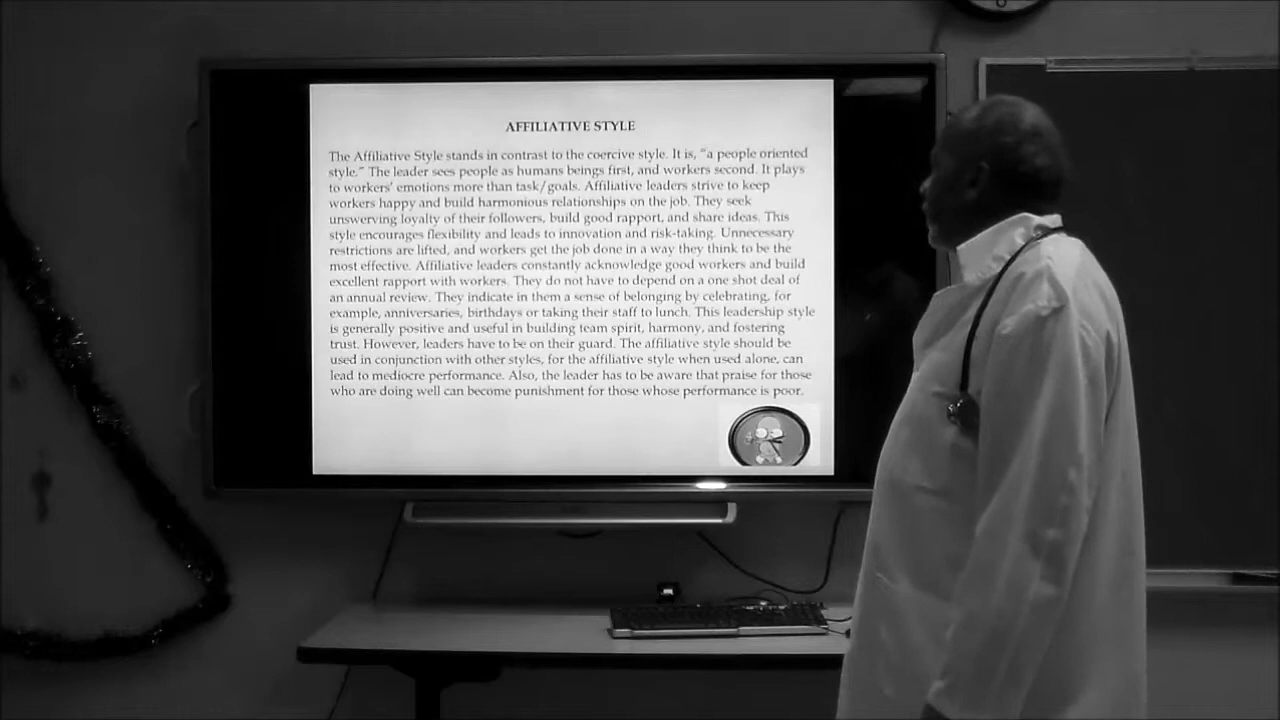 AFFILIATIVE STYLE
The Affiliative Style stands in contrast to the coercive style. It is, "a people oriented
style." The leader sees people as humans beings first, and workers second. It plays
to workers' emotions more than task/goals. Affiliative leaders strive to keep
workers happy and build harmonious relationships on the job. They seek
unswerving loyalty of their followers, build good rapport, and share ideas. This
style encourages flexibility and leads to innovation and risk-taking. Unnecessary
restrictions are lifted, and workers get the job done in a way they think to be the
most effective. Affiliative leaders constantly acknowledge good workers and build
excellent rapport with workers. They do not have to depend on a one shot deal of
an annual review. They indicate in them a sense of belonging by celebrating, for
example, anniversaries, birthdays or taking their staff to lunch. This leadership style
is generally positive and useful in building team spirit, harmony, and fostering
trust. However, leaders have to be on their guard. The affiliative style should be
used in conjunction with other styles, for the affiliative style when used alone, can
lead to mediocre performance. Also, the leader has to be aware that praise for those
who are doing well can become punishment for those whose performance is poor.